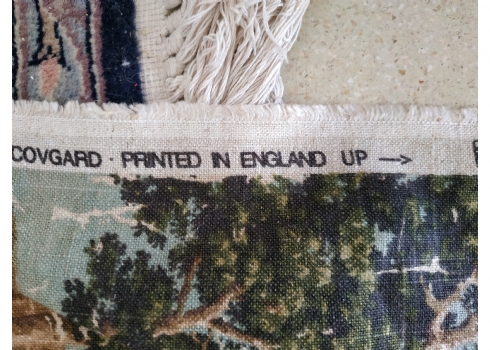 COVGARD · PRINTED IN ENGLAND UP →